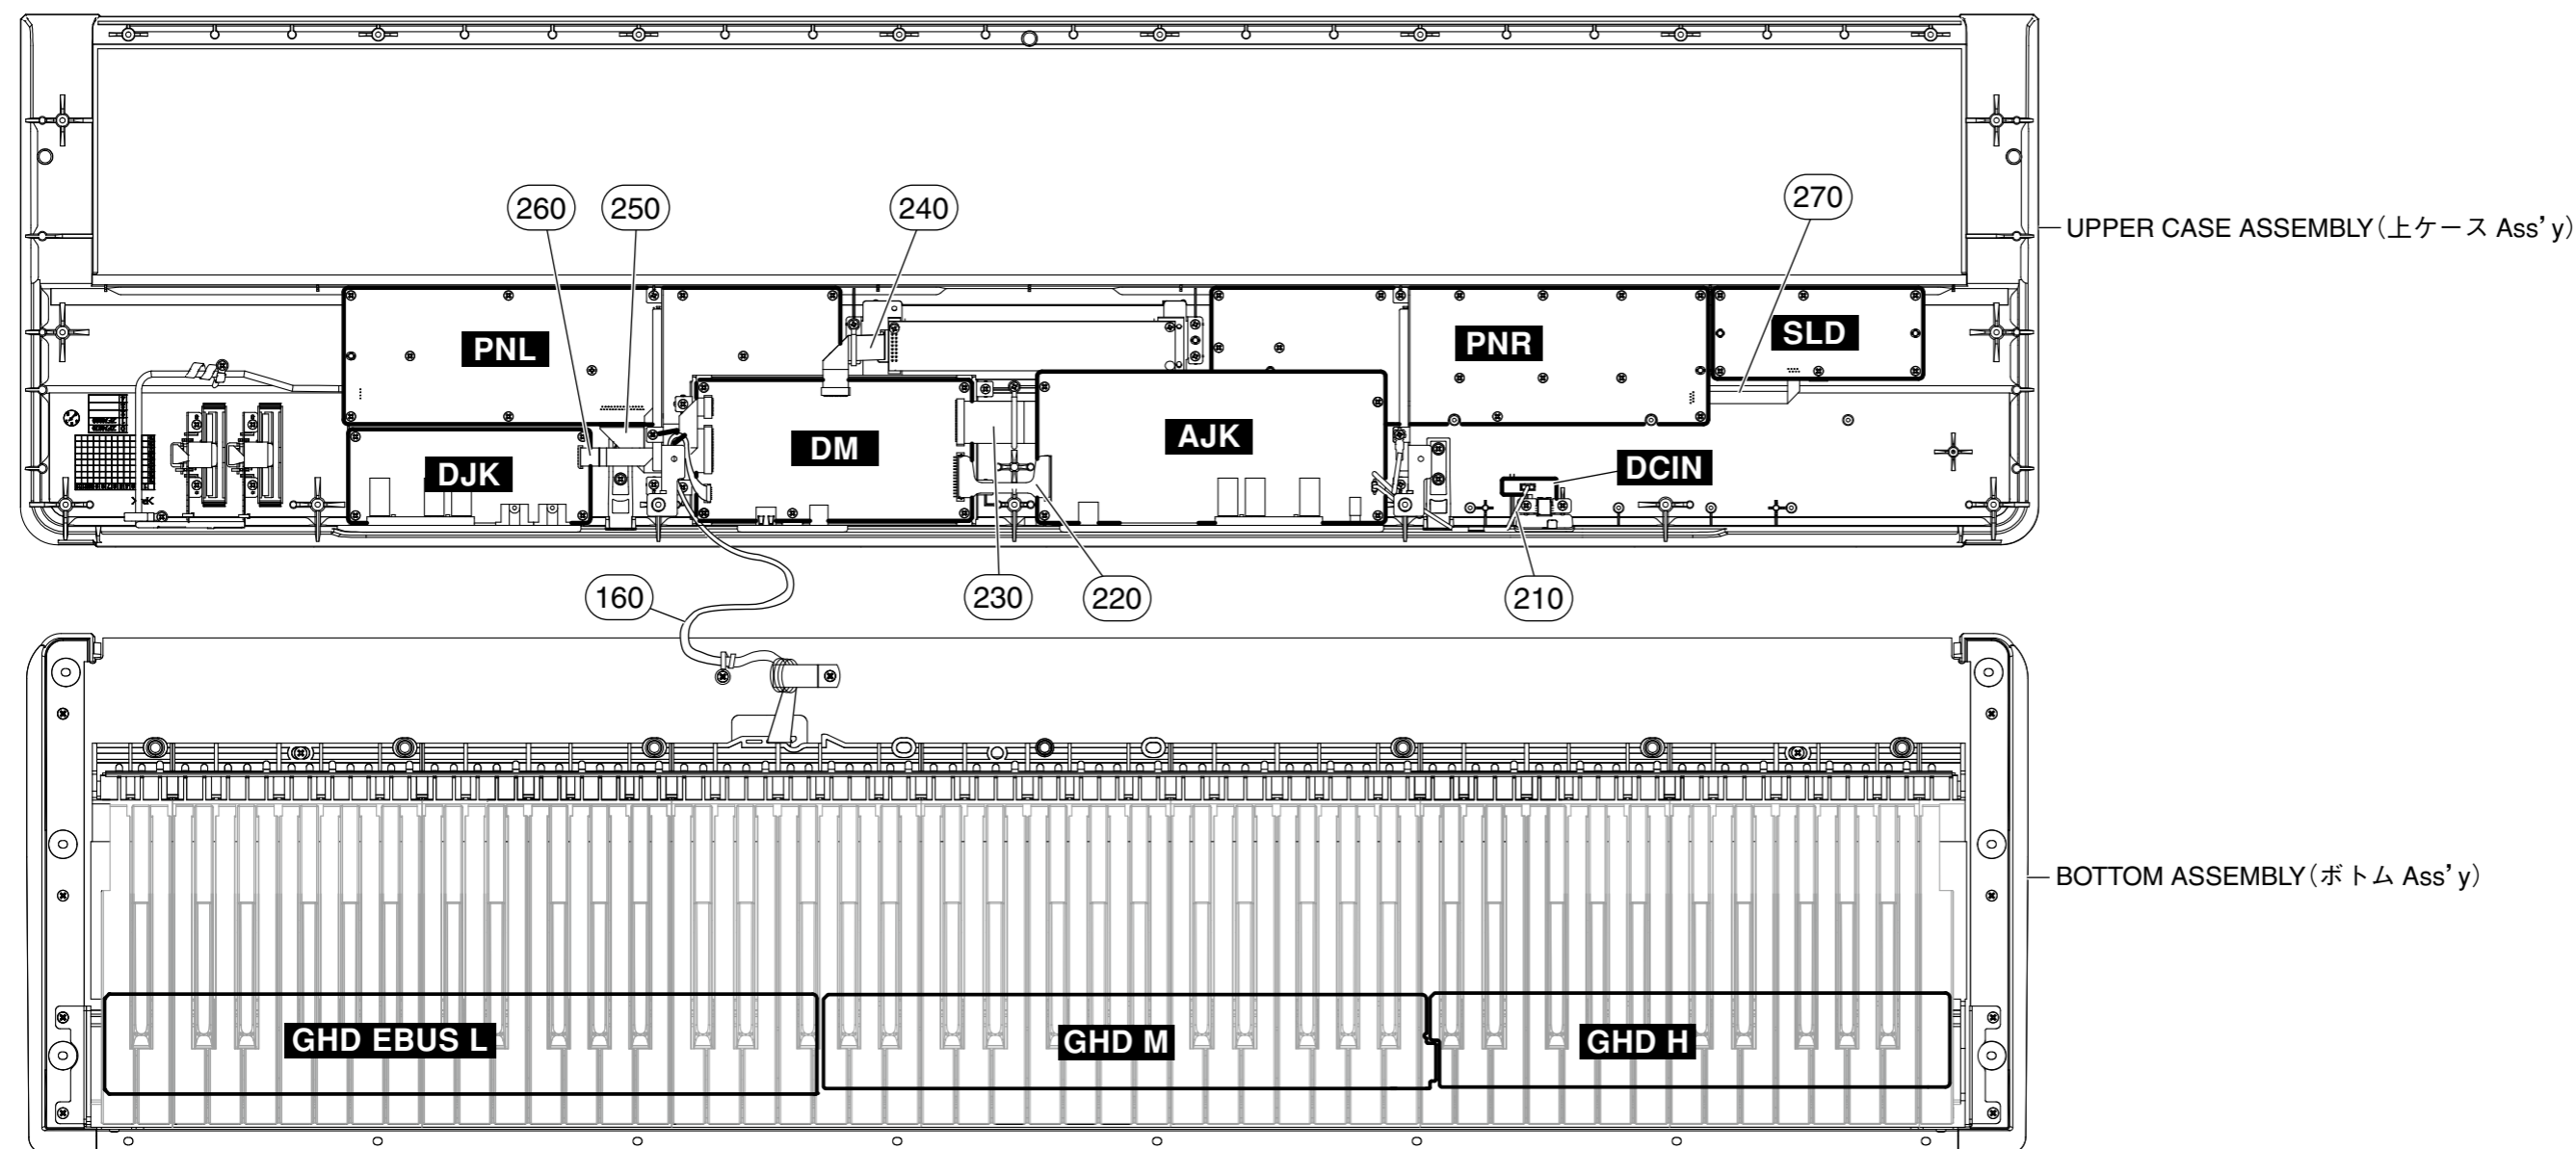 260
250
240
270
UPPER CASE ASSEMBLY(上ケース Ass'y)
PNL
PNR
SLD
DJK
DM
AJK
DCIN
160
230
220
210
BOTTOM ASSEMBLY(ボトム Ass'y)
GHD EBUS L
GHD M
GHD H